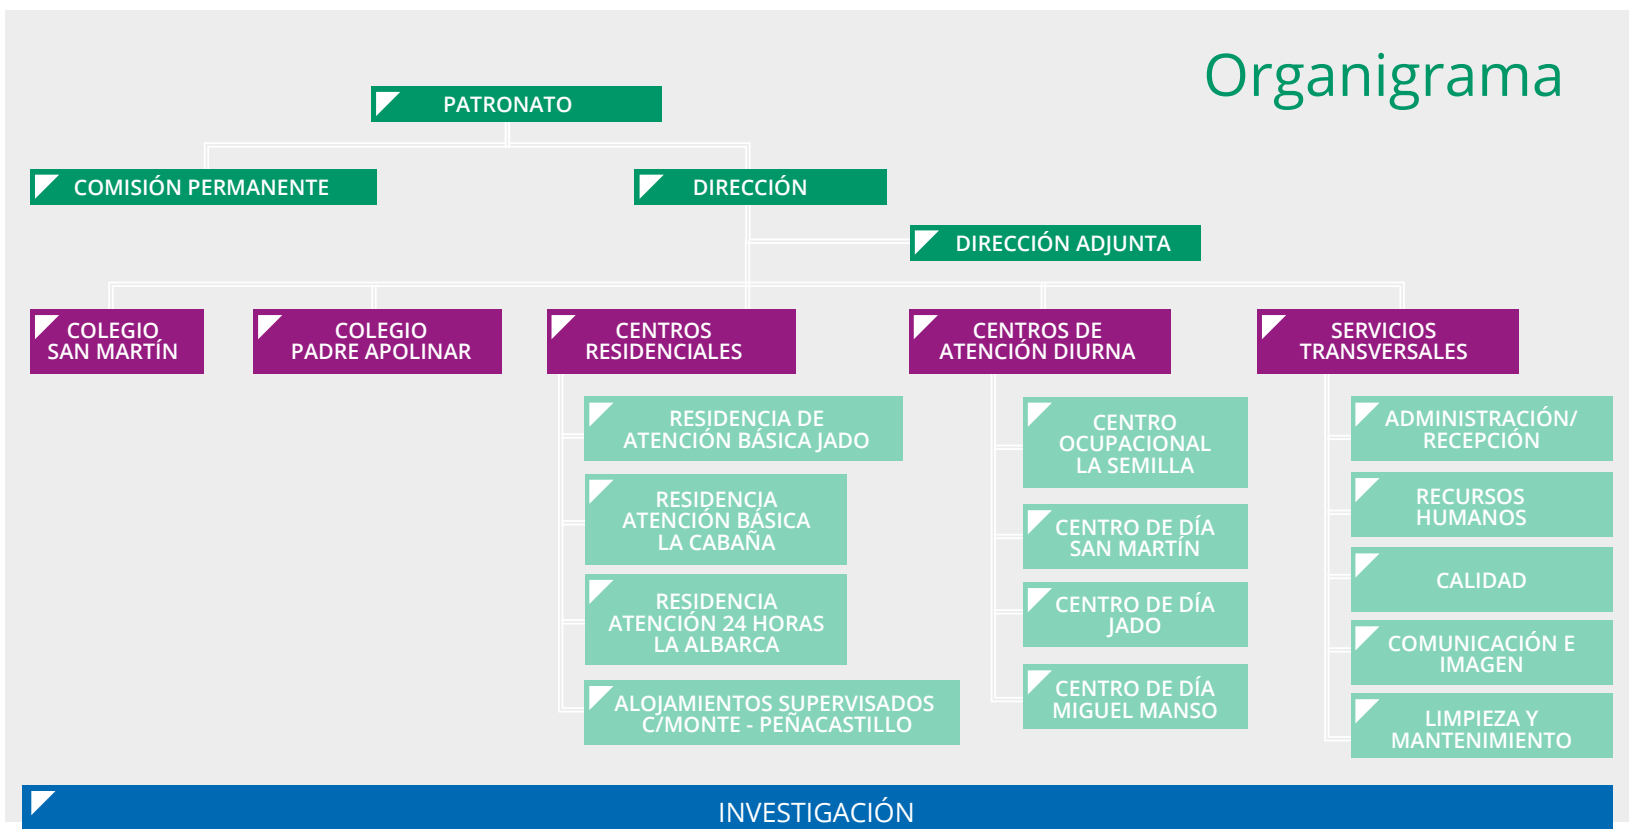 Organigrama
PATRONATO
COMISIÓN PERMANENTE
DIRECCIÓN
DIRECCIÓN ADJUNTA
COLEGIO
SAN MARTÍN
COLEGIO
PADRE APOLINAR
CENTROS
RESIDENCIALES
CENTROS DE
ATENCIÓN DIURNA
SERVICIOS
TRANSVERSALES
RESIDENCIA DE
ATENCIÓN BÁSICA JADO
RESIDENCIA
ATENCIÓN BÁSICA
LA CABAÑA
RESIDENCIA
ATENCIÓN 24 HORAS
LA ALBARCA
ALOJAMIENTOS SUPERVISADOS
C/MONTE - PEÑACASTILLO
CENTRO
OCUPACIONAL
LA SEMILLA
CENTRO DE DÍA
SAN MARTÍN
CENTRO DE DÍA
JADO
CENTRO DE DÍA
MIGUEL MANSO
ADMINISTRACIÓN/
RECEPCIÓN
RECURSOS
HUMANOS
CALIDAD
COMUNICACIÓN E
IMAGEN
LIMPIEZA Y
MANTENIMIENTO
INVESTIGACIÓN